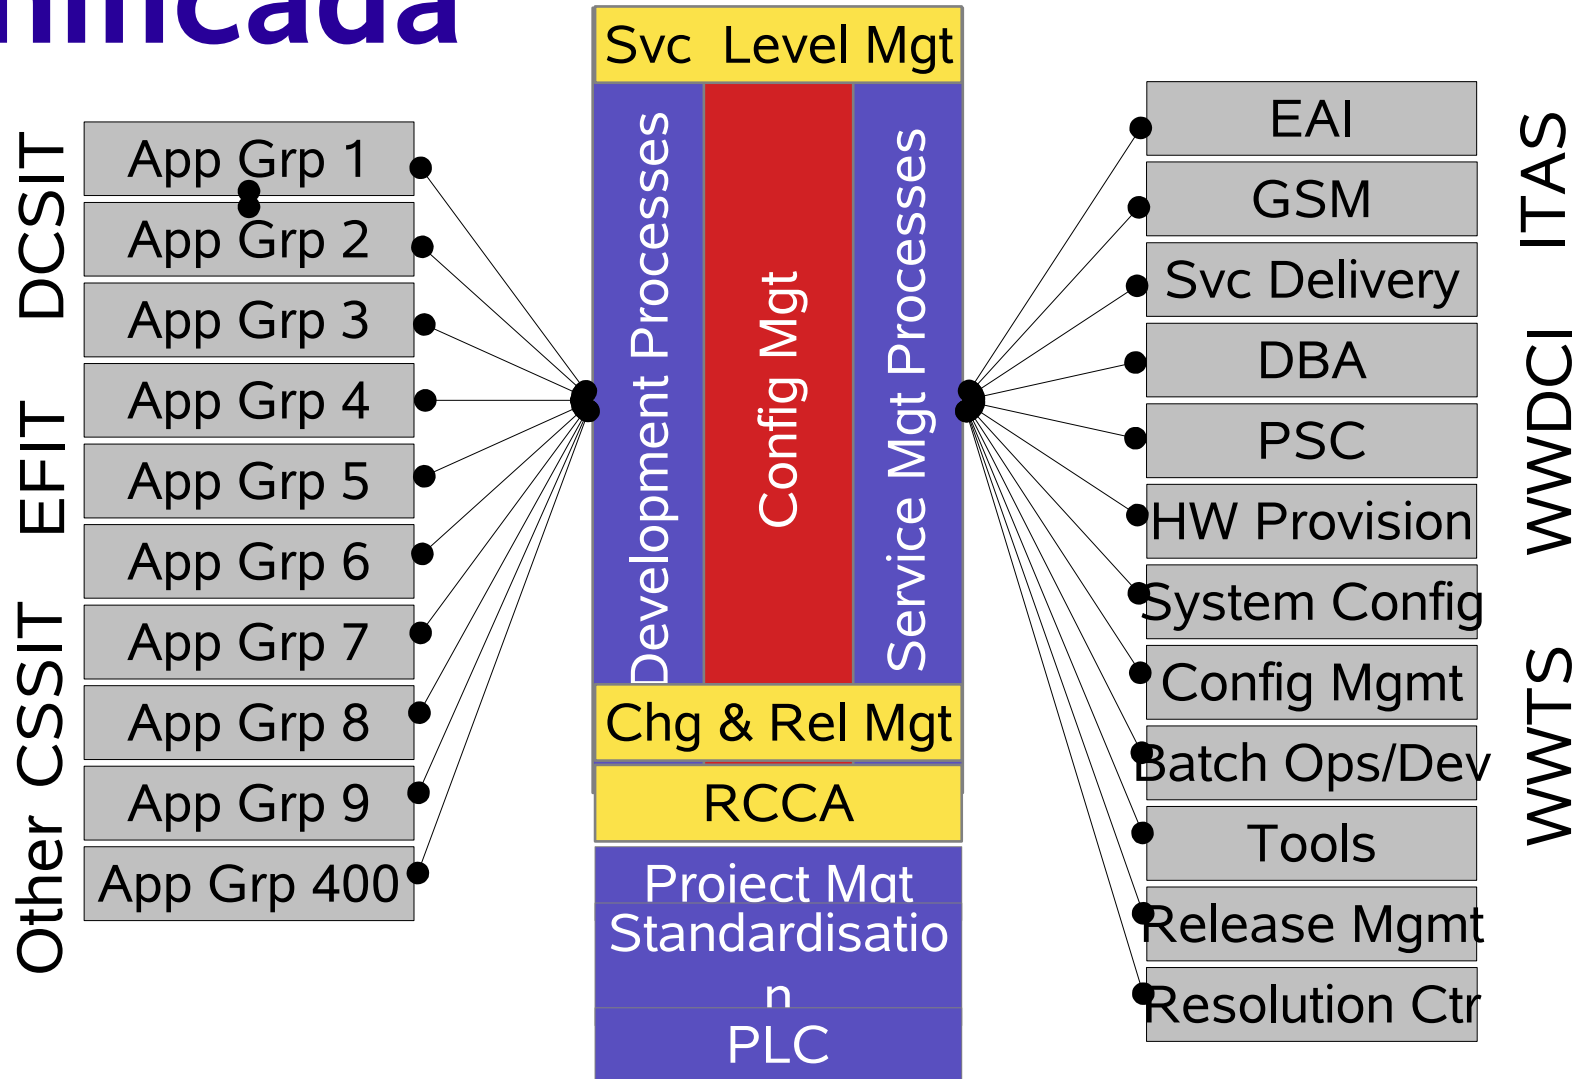 Svc Level Mgt
DCSIT
EFIT
Other CSSIT
App Grp 1
App Grp 2
App Grp 3
App Grp 4
App Grp 5
App Grp 6
App Grp 7
App Grp 8
App Grp 9
App Grp 400
Development Processes
Config Mgt
Service Mgt Processes
Chg & Rel Mgt
RCCA
Project Mgt
Standardisatio
n
PLC
EAI
GSM
Svc Delivery
DBA
PSC
HW Provision
System Config
Config Mgmt
Batch Ops/Dev
Tools
Release Mgmt
Resolution Ctr
ITAS
WWDCI
WWTS